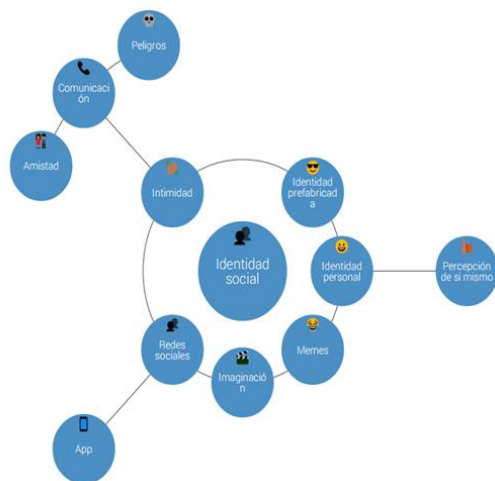 Peligros
Comunicaci
ón
Amistad
Intimidad
Identidad
prefabricad
a
Identidad
social
Identidad
personal
Percepción
de si mismo
Redes
sociales
Memes
Imaginació
n
App